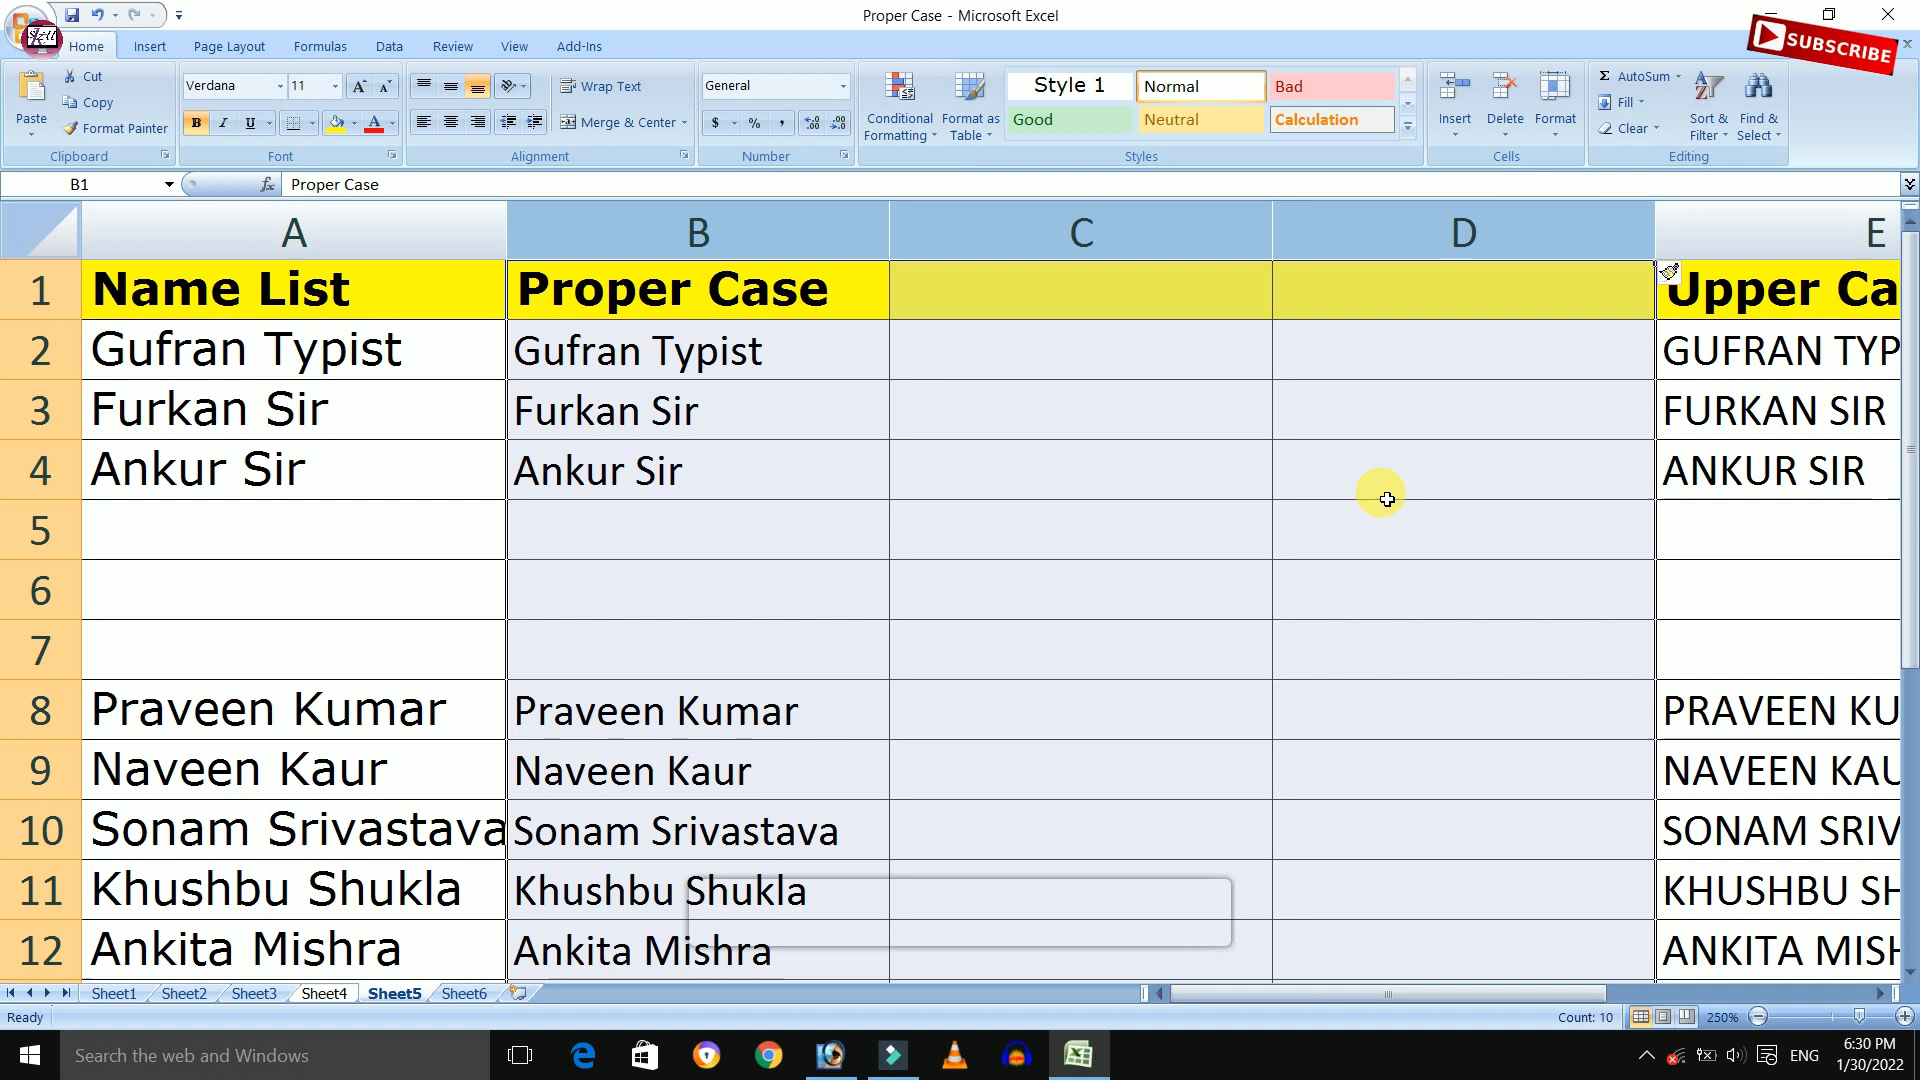 Proper Case - Microsoft Excel
SUBSCRIBE
Skill
Home Insert Page Layout Formulas Data Review View Add-Ins
Paste
Cut
Copy
Format Painter
Clipboard
Verdana 11
B I U
Font
Wrap Text
Merge & Center
Alignment
General
$ % ,
Number
Conditional Formatting
Format as Table
Style 1 Normal Bad
Good Neutral Calculation
Styles
Insert Delete Format
Cells
AutoSum
Fill
Clear
Sort & Filter
Find & Select
Editing
B1 fx Proper Case
A B C D E
1 Name List Proper Case Upper Ca
2 Gufran Typist Gufran Typist GUFRAN TYP
3 Furkan Sir Furkan Sir FURKAN SIR
4 Ankur Sir Ankur Sir ANKUR SIR
5
6
7
8 Praveen Kumar Praveen Kumar PRAVEEN KU
9 Naveen Kaur Naveen Kaur NAVEEN KAU
10 Sonam Srivastava Sonam Srivastava SONAM SRIV
11 Khushbu Shukla Khushbu Shukla KHUSHBU SH
12 Ankita Mishra Ankita Mishra ANKITA MISH
Sheet1 Sheet2 Sheet3 Sheet4 Sheet5 Sheet6
Ready Count: 10 250%
Search the web and Windows ENG 6:30 PM
1/30/2022